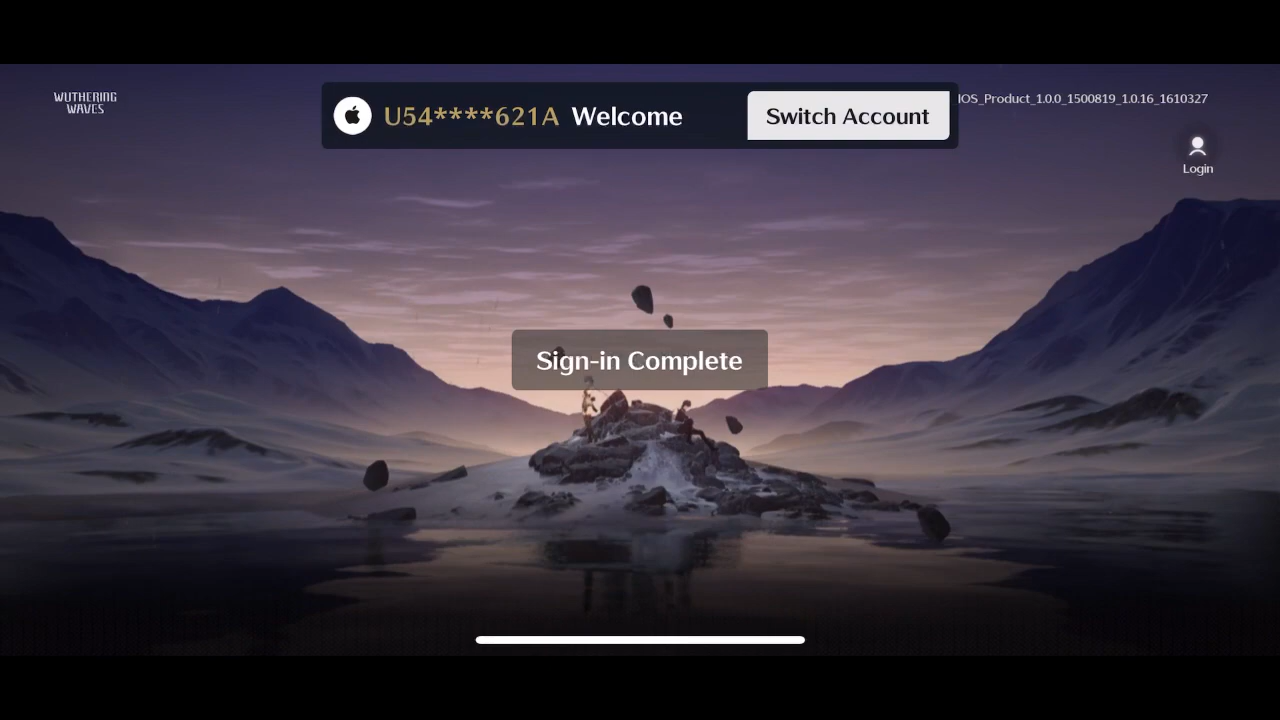 WUTHERING
WAVES
U54****621A Welcome
Switch Account
IOS_Product_1.0.0_1500819_1.0.16_1610327
Login
Sign-in Complete